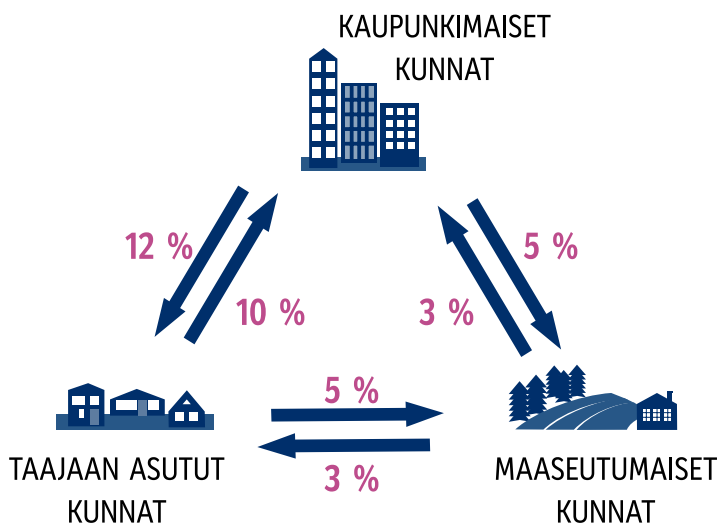 KAUPUNKIMAISET
KUNNAT
12 %
5 %
10 %
3 %
5 %
3 %
TAAJAAN ASUTUT
KUNNAT
MAASEUTUMAISET
KUNNAT